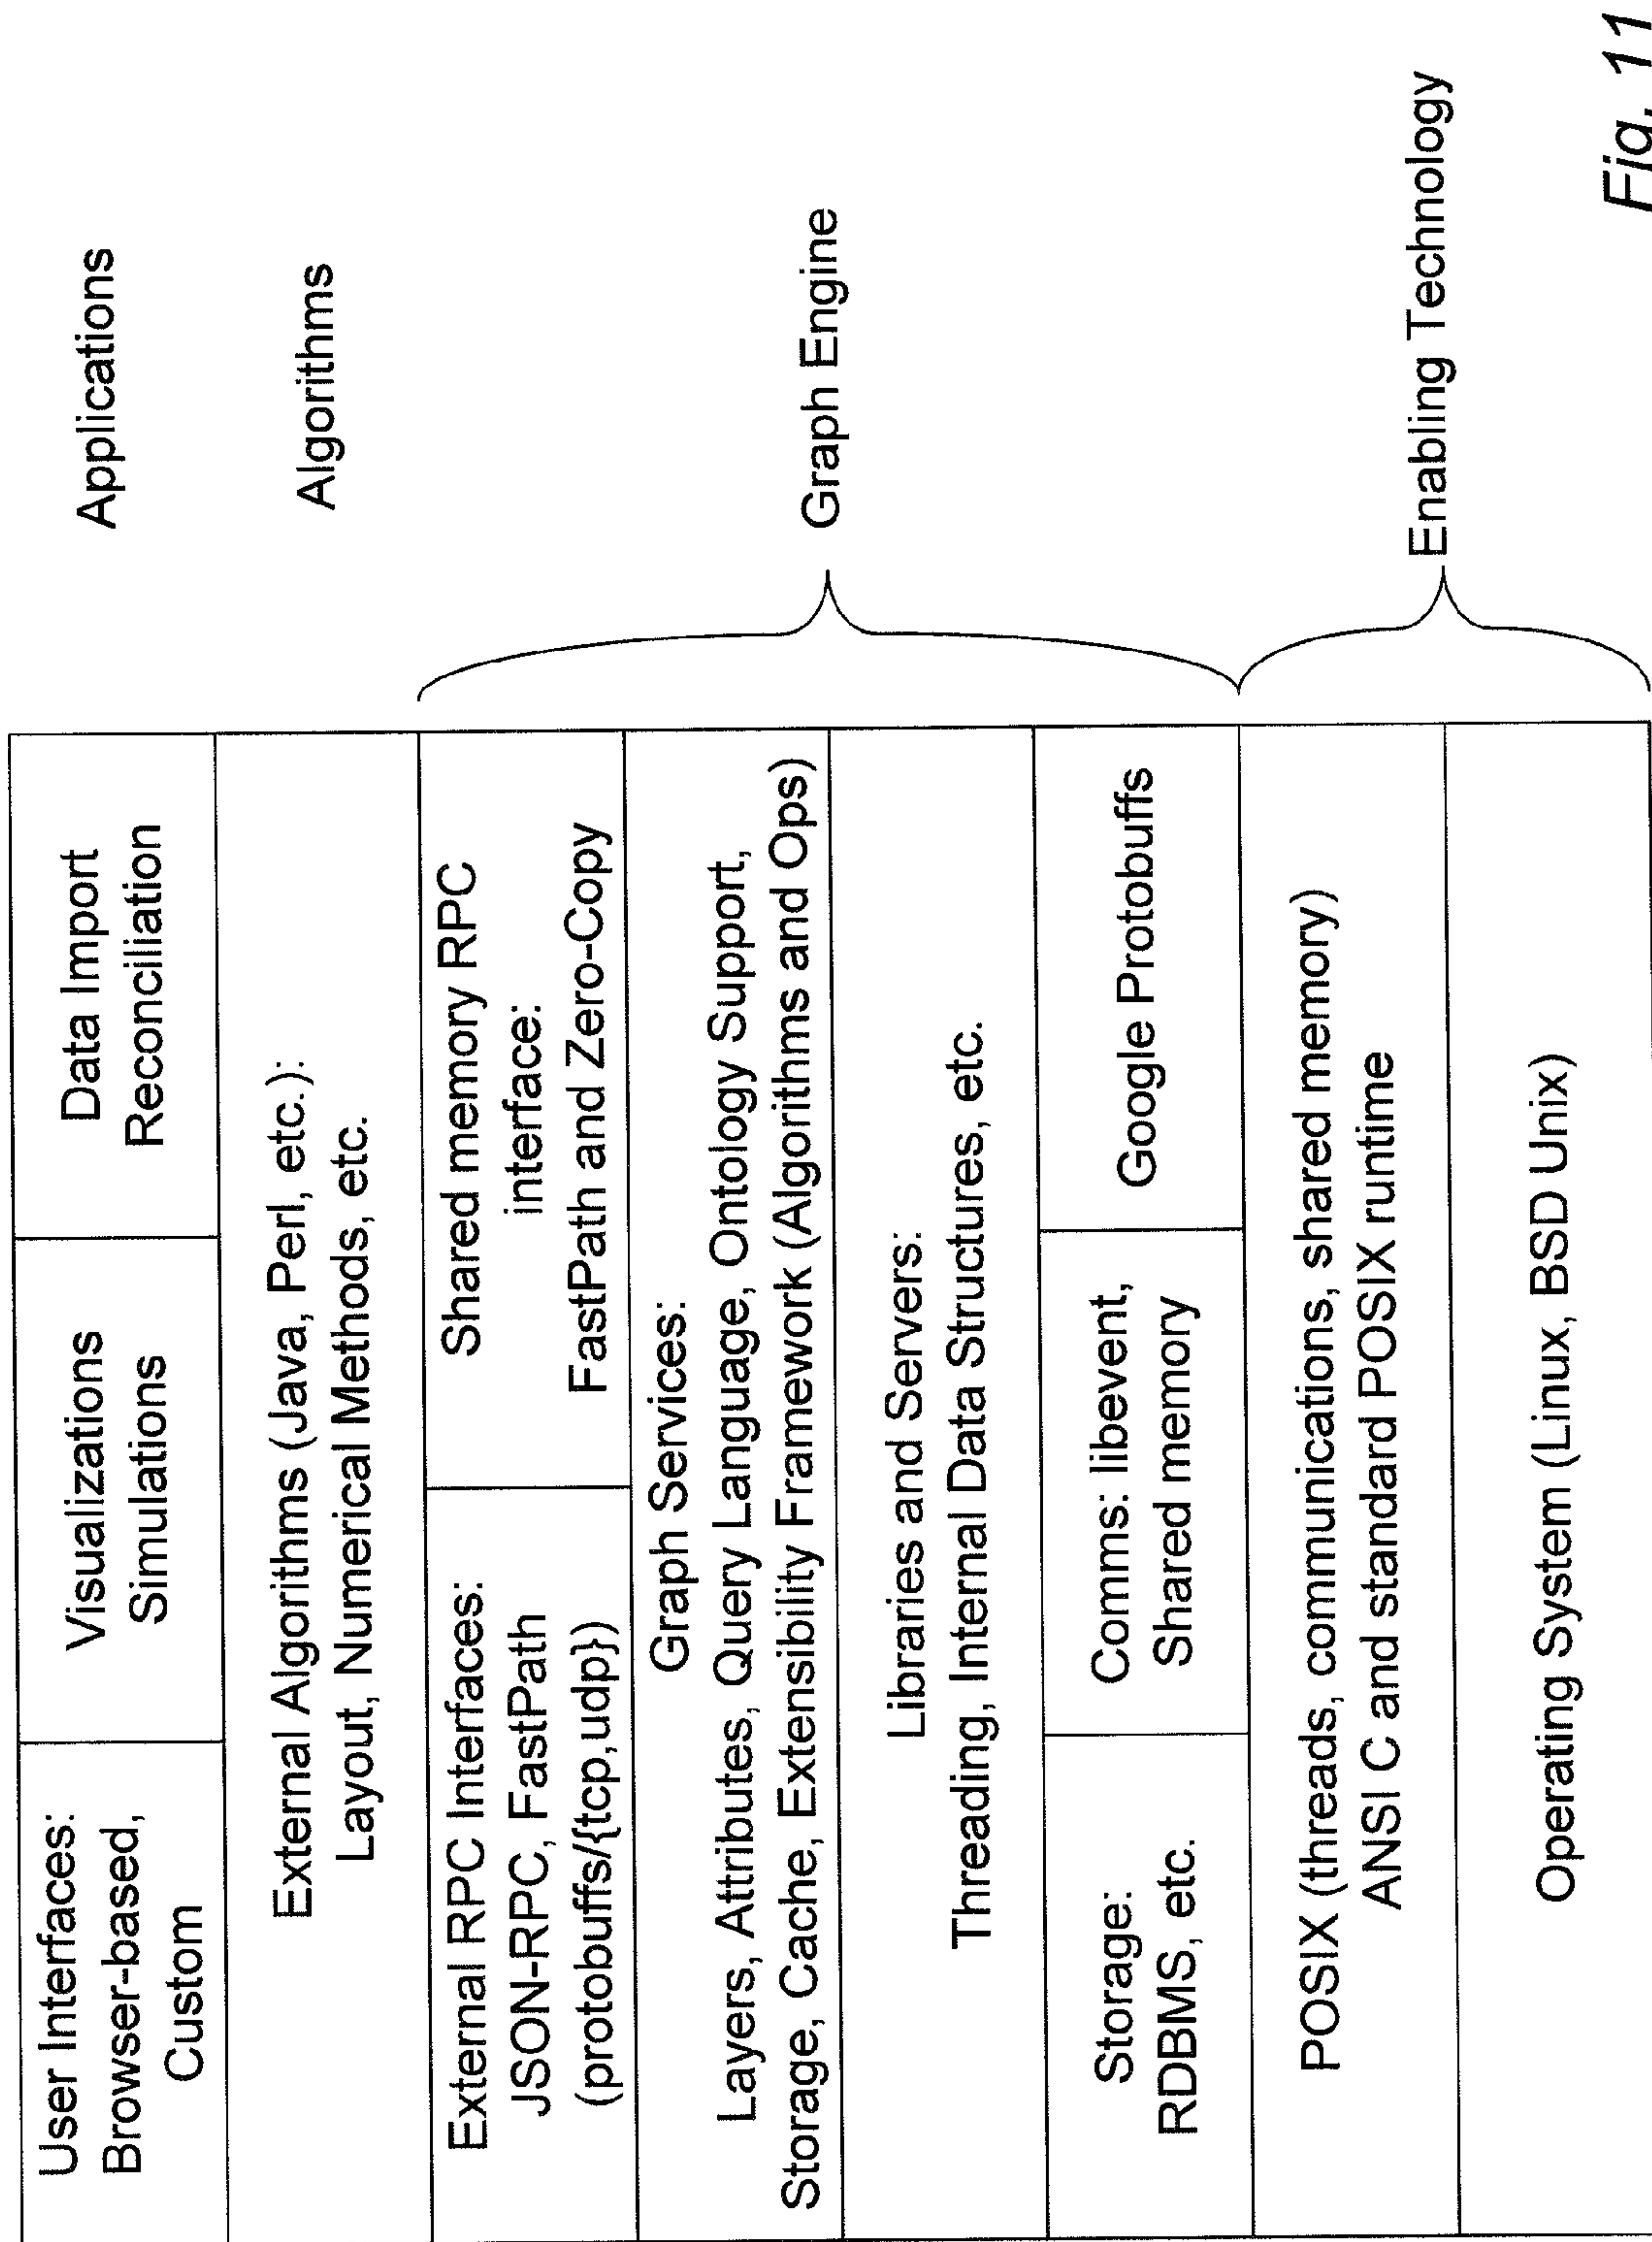 User Interfaces:
Browser-based,
Custom
Visualizations
Simulations
Data Import
Reconciliation
Applications
External Algorithms (Java, Perl, etc.):
Layout, Numerical Methods, etc.
Algorithms
External RPC Interfaces:
JSON-RPC, FastPath
(protobuffs/{tcp,udp})
Shared memory RPC
interface:
FastPath and Zero-Copy
Graph Services:
Layers, Attributes, Query Language, Ontology Support,
Storage, Cache, Extensibility Framework (Algorithms and Ops)
Graph Engine
Libraries and Servers:
Threading, Internal Data Structures, etc.
Storage:
RDBMS, etc.
Comms: libevent,
Shared memory
Google Protobuffs
POSIX (threads, communications, shared memory)
ANSI C and standard POSIX runtime
Enabling Technology
Operating System (Linux, BSD Unix)
Fig. 11